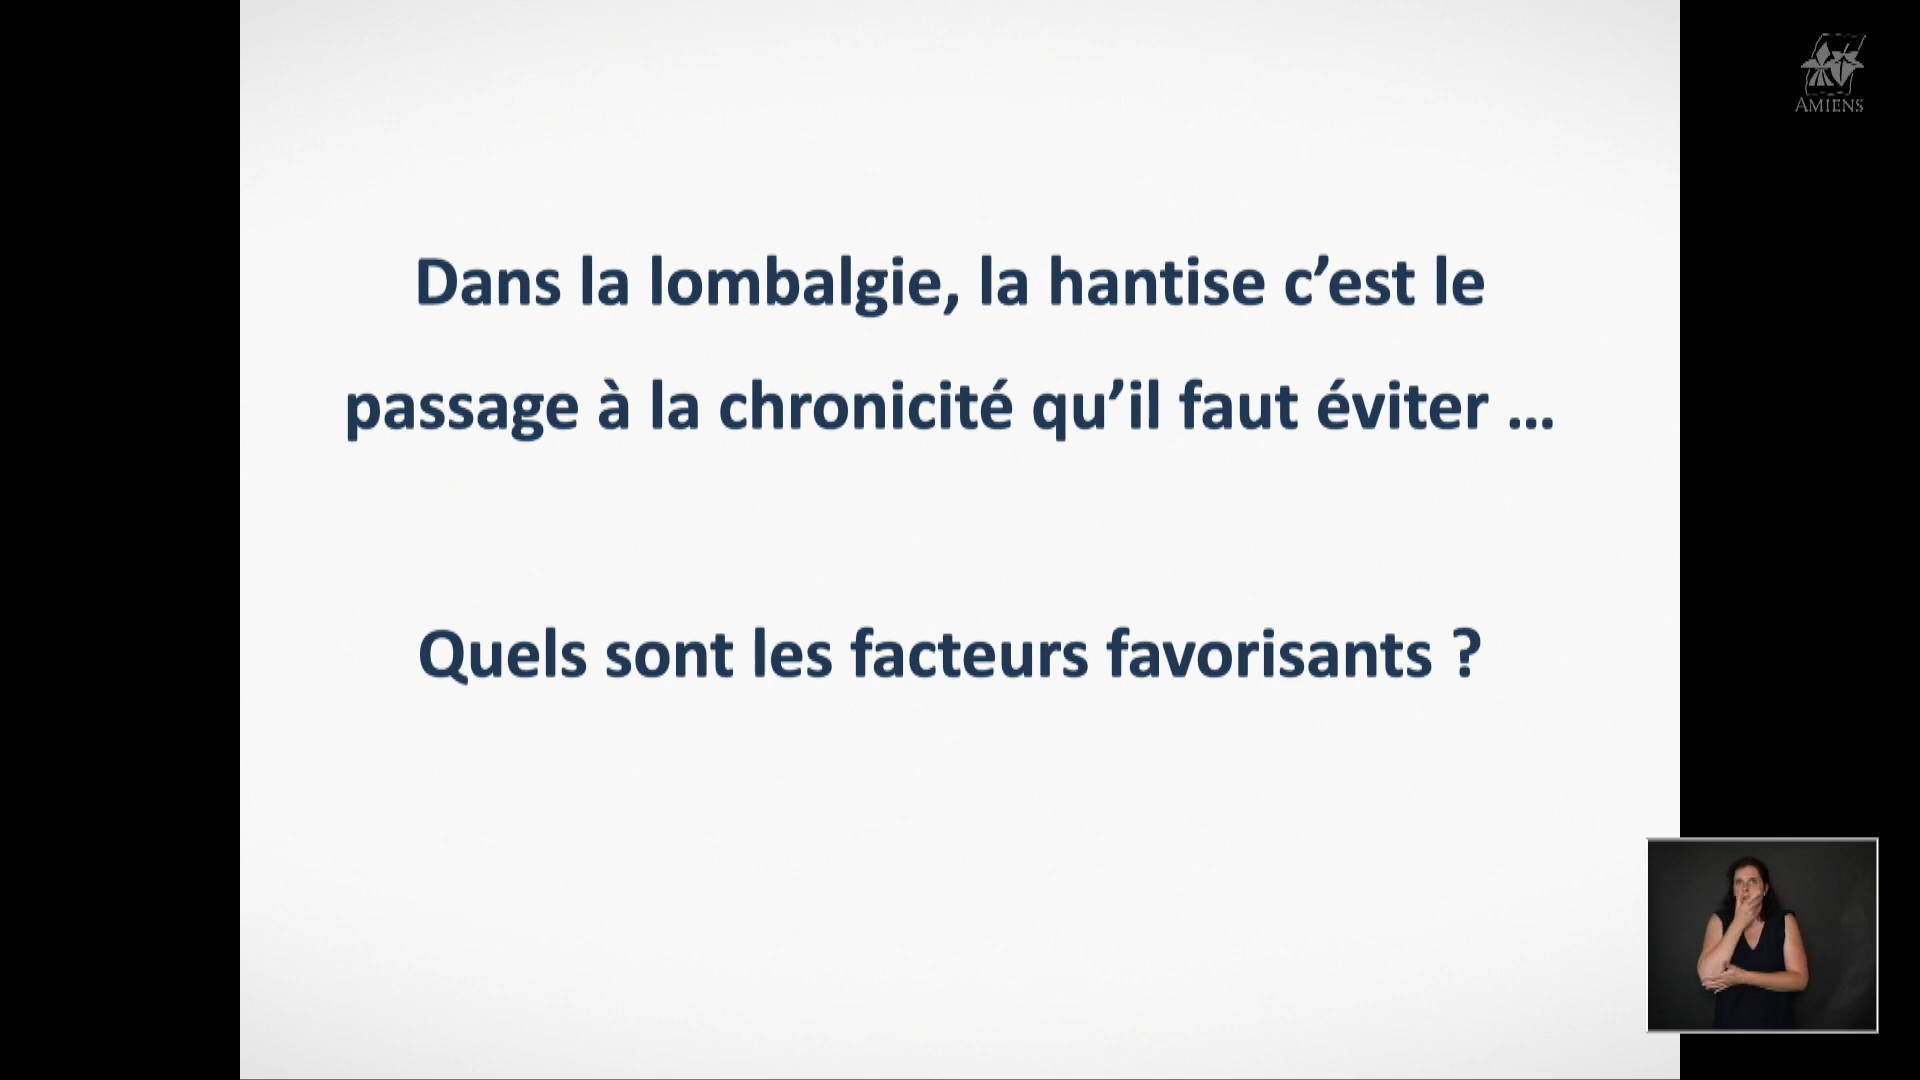 AMIENS
Dans la lombalgie, la hantise c’est le
passage à la chronicité qu’il faut éviter ...
Quels sont les facteurs favorisants ?